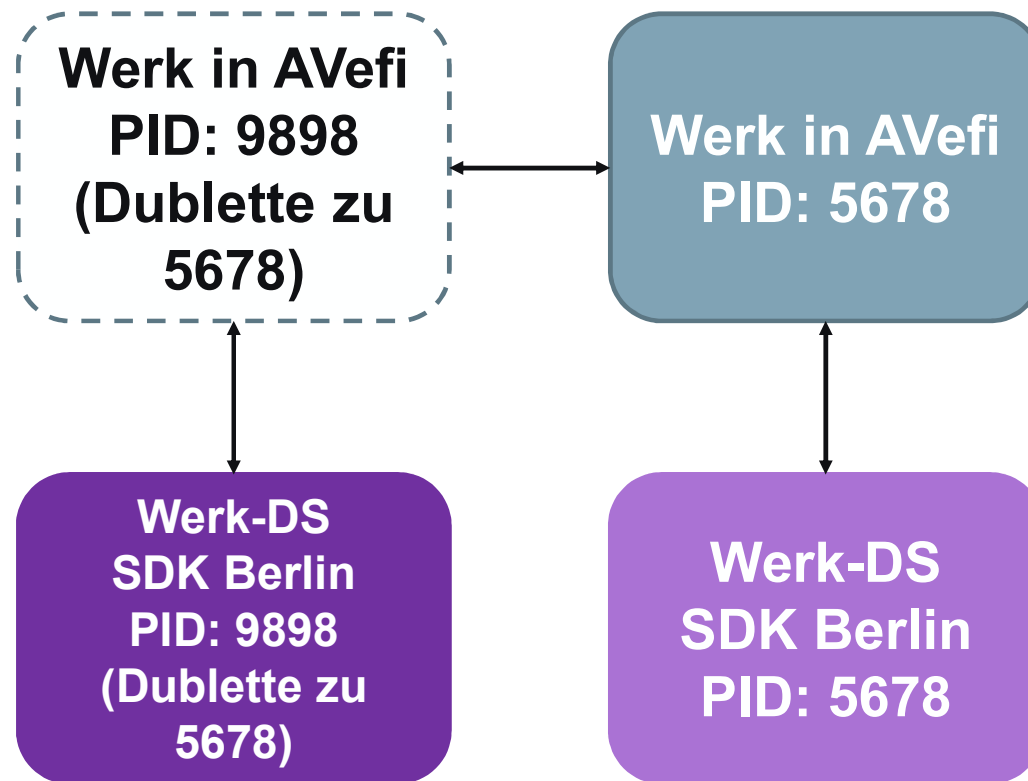 Werk in AVefi
PID: 9898
(Dublette zu
5678)
Werk in AVefi
PID: 5678
Werk-DS
SDK Berlin
PID: 9898
(Dublette zu
5678)
Werk-DS
SDK Berlin
PID: 5678